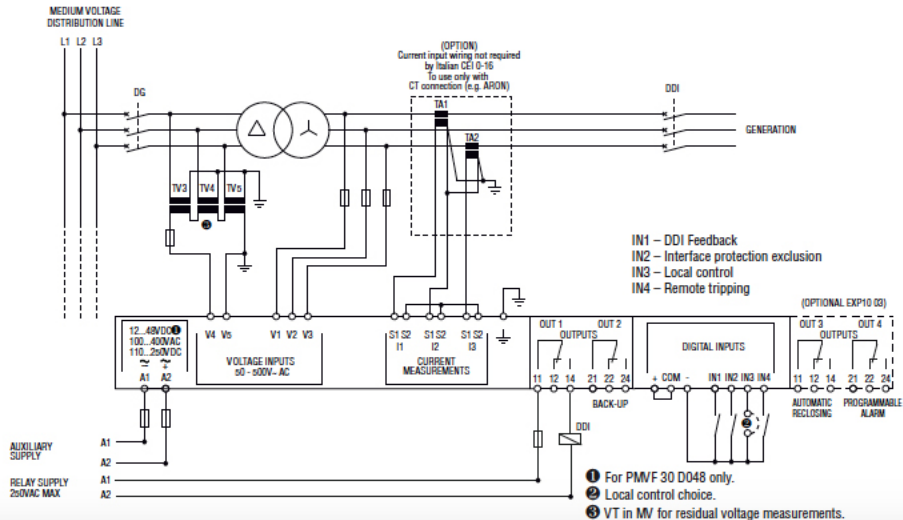 MEDIUM VOLTAGE
DISTRIBUTION LINE
L1 L2 L3
DG
(OPTION)
Current input wiring not required
by Italian CEI 0-16
To use only with
CT connection (e.g. ARON)
TA1
TA2
DDI
GENERATION
TV3 TV4 TV5
❸
IN1 – DDI Feedback
IN2 – Interface protection exclusion
IN3 – Local control
IN4 – Remote tripping
(OPTIONAL EXP10 03)
12...48VDC❶
100...400VAC
110...250VDC
~ ~
– +
A1 A2
V4 V5 V1 V2 V3
VOLTAGE INPUTS
50 - 500V~ AC
S1 S2 S1 S2 S1 S2
I1 I2 I3
CURRENT
MEASUREMENTS
OUT 1 OUT 2
OUTPUTS
11 12 14 21 22 24
BACK-UP
DIGITAL INPUTS
+ COM - IN1 IN2 IN3 IN4
❷
OUT 3 OUT 4
OUTPUTS
11 12 14 21 22 24
AUTOMATIC
RECLOSING
PROGRAMMABLE
ALARM
DDI
AUXILIARY
SUPPLY
A1
A2
RELAY SUPPLY
250VAC MAX
A1
A2
❶ For PMVF 30 D048 only.
❷ Local control choice.
❸ VT in MV for residual voltage measurements.